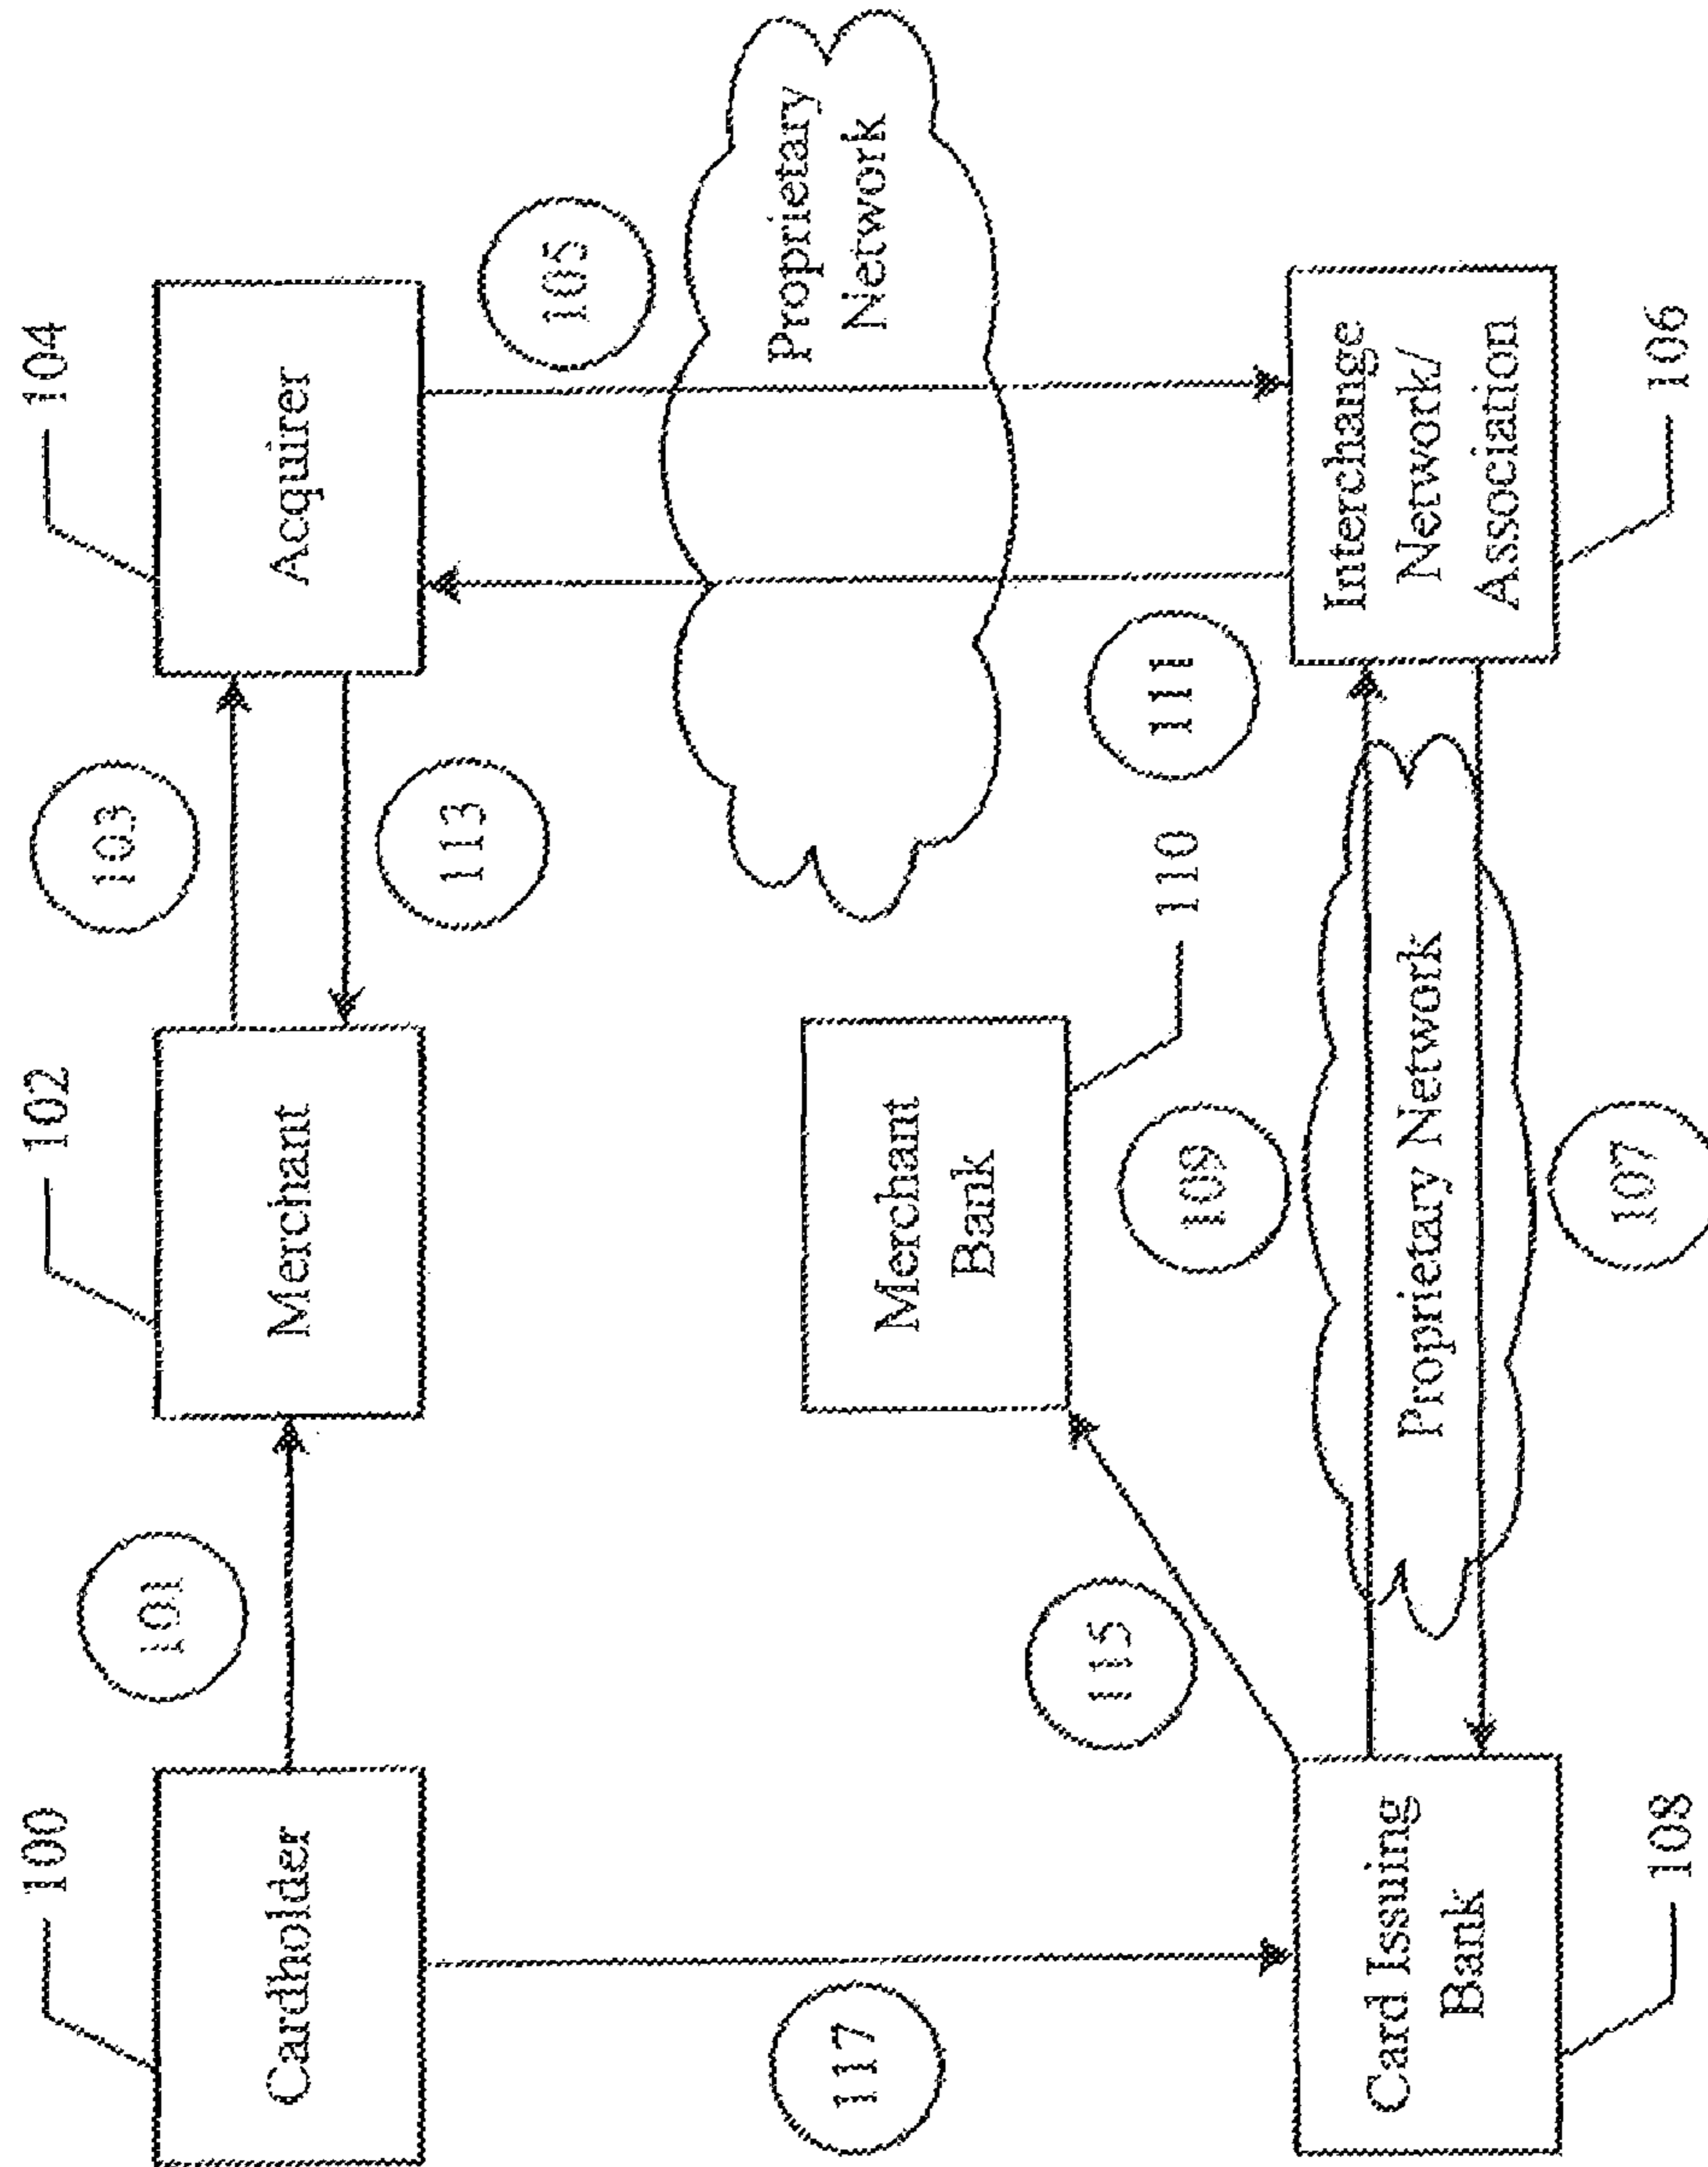 100
102
104
103
101
Cardholder
Merchant
Acquirer
113
105
117
Proprietary
Network
Merchant
Bank
115
110
111
109
Card Issuing
Bank
Proprietary Network
Interchange
Network/
Association
107
108
106